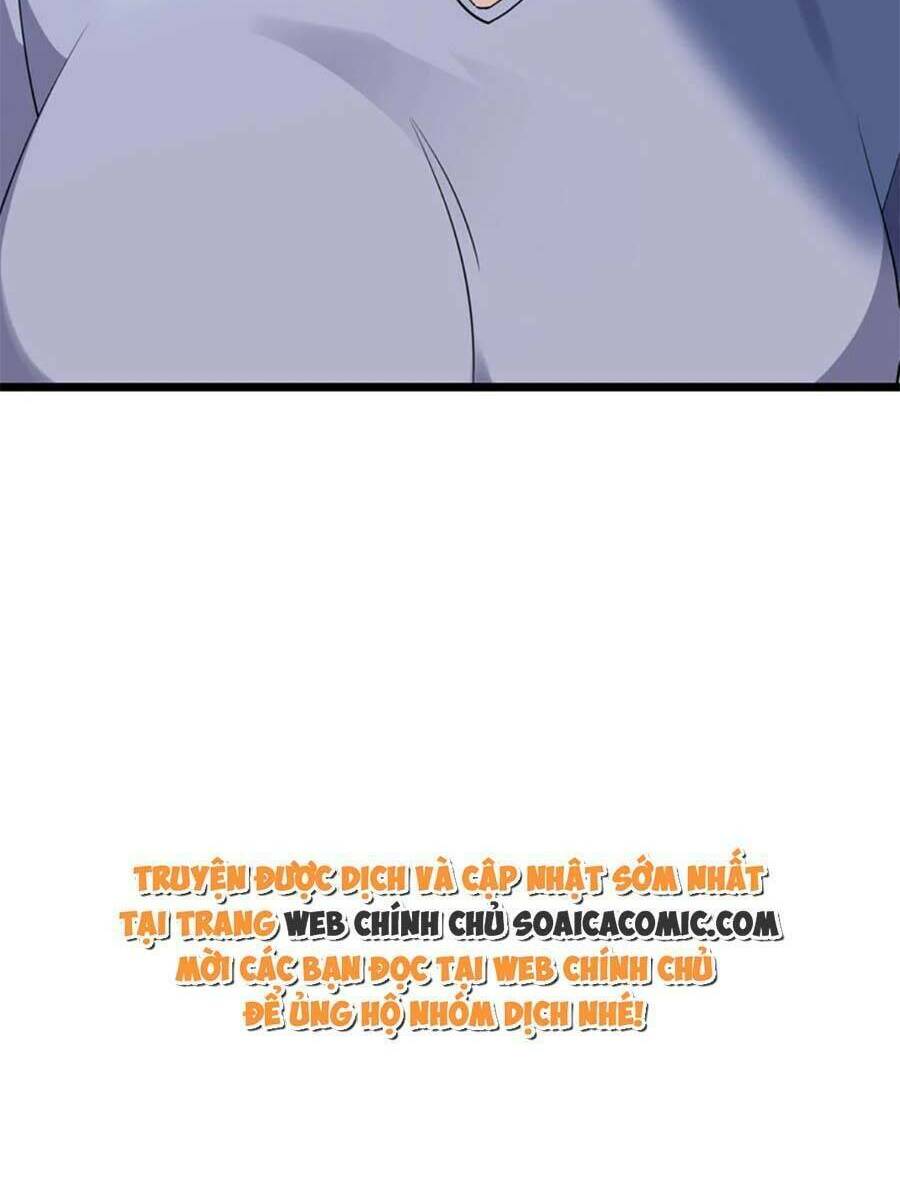 TRUYỆN ĐƯỢC DỊCH VÀ CẬP NHẬT SỚM NHẤT
TẠI TRANG WEB CHÍNH CHỦ SOAICACOMIC.COM
MỜI CÁC BẠN ĐỌC TẠI WEB CHÍNH CHỦ
ĐỂ ỦNG HỘ NHÓM DỊCH NHÉ!